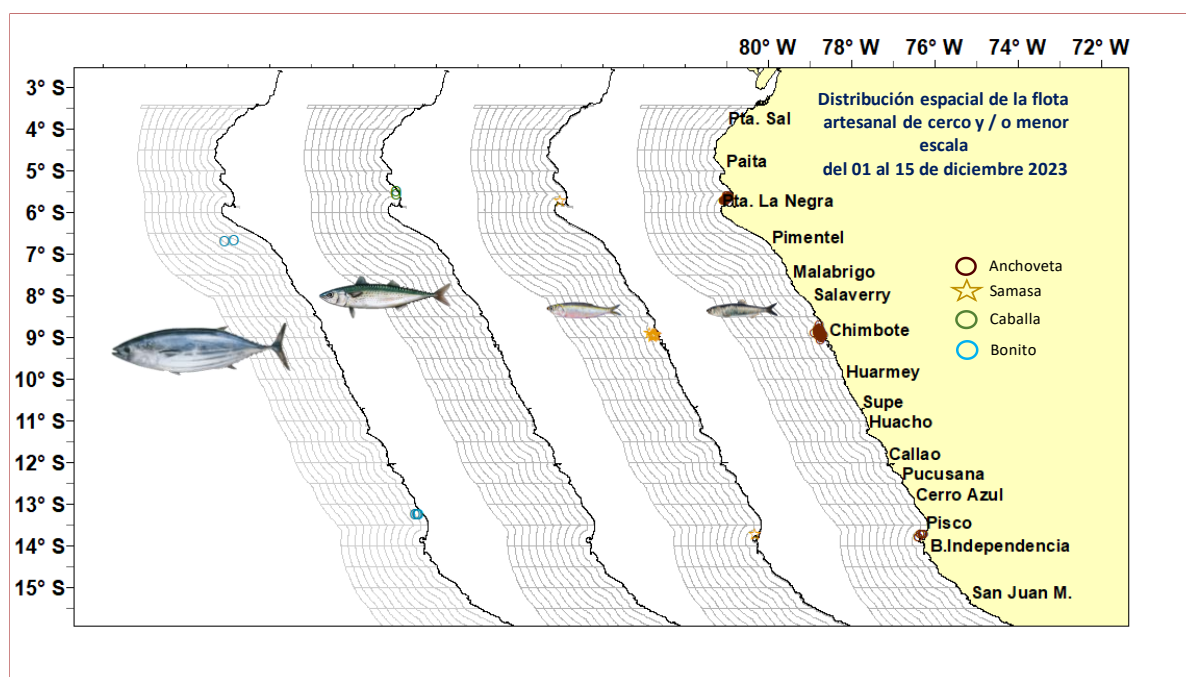 80° W 78° W 76° W 74° W 72° W
3° S
4° S
5° S
6° S
7° S
8° S
9° S
10° S
11° S
12° S
13° S
14° S
15° S
Distribución espacial de la flota
artesanal de cerco y / o menor
escala
del 01 al 15 de diciembre 2023
Pta. Sal
Paita
Pta. La Negra
Pimentel
Malabrigo
Salaverry
Chimbote
Huarmey
Supe
Huacho
Callao
Pucusana
Cerro Azul
Pisco
B.Independencia
San Juan M.
Anchoveta
Samasa
Caballa
Bonito